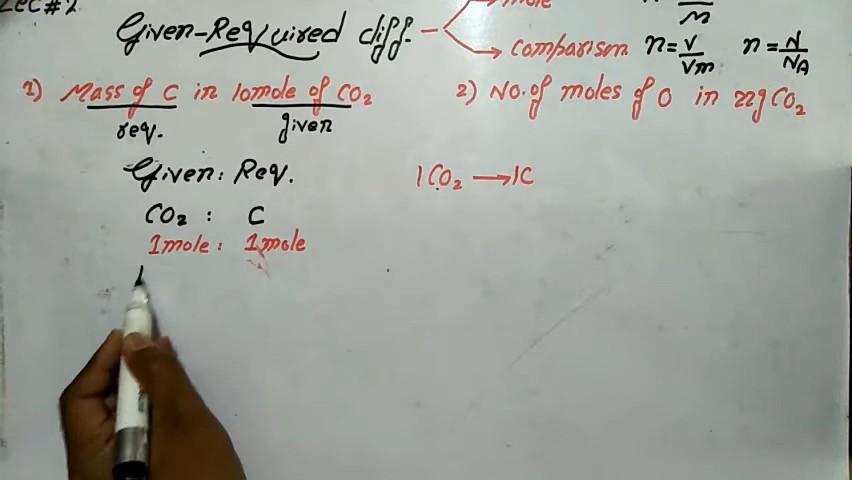 Lec#2
Given-Required diff. → mole
→ comparism n=V/Vm n=N/NA
1) Mass of C in 10mole of CO₂
req. given
2) No. of moles of O in 22g CO₂
Given: Req.
1CO₂ → 1C
CO₂ : C
1mole : 1mole